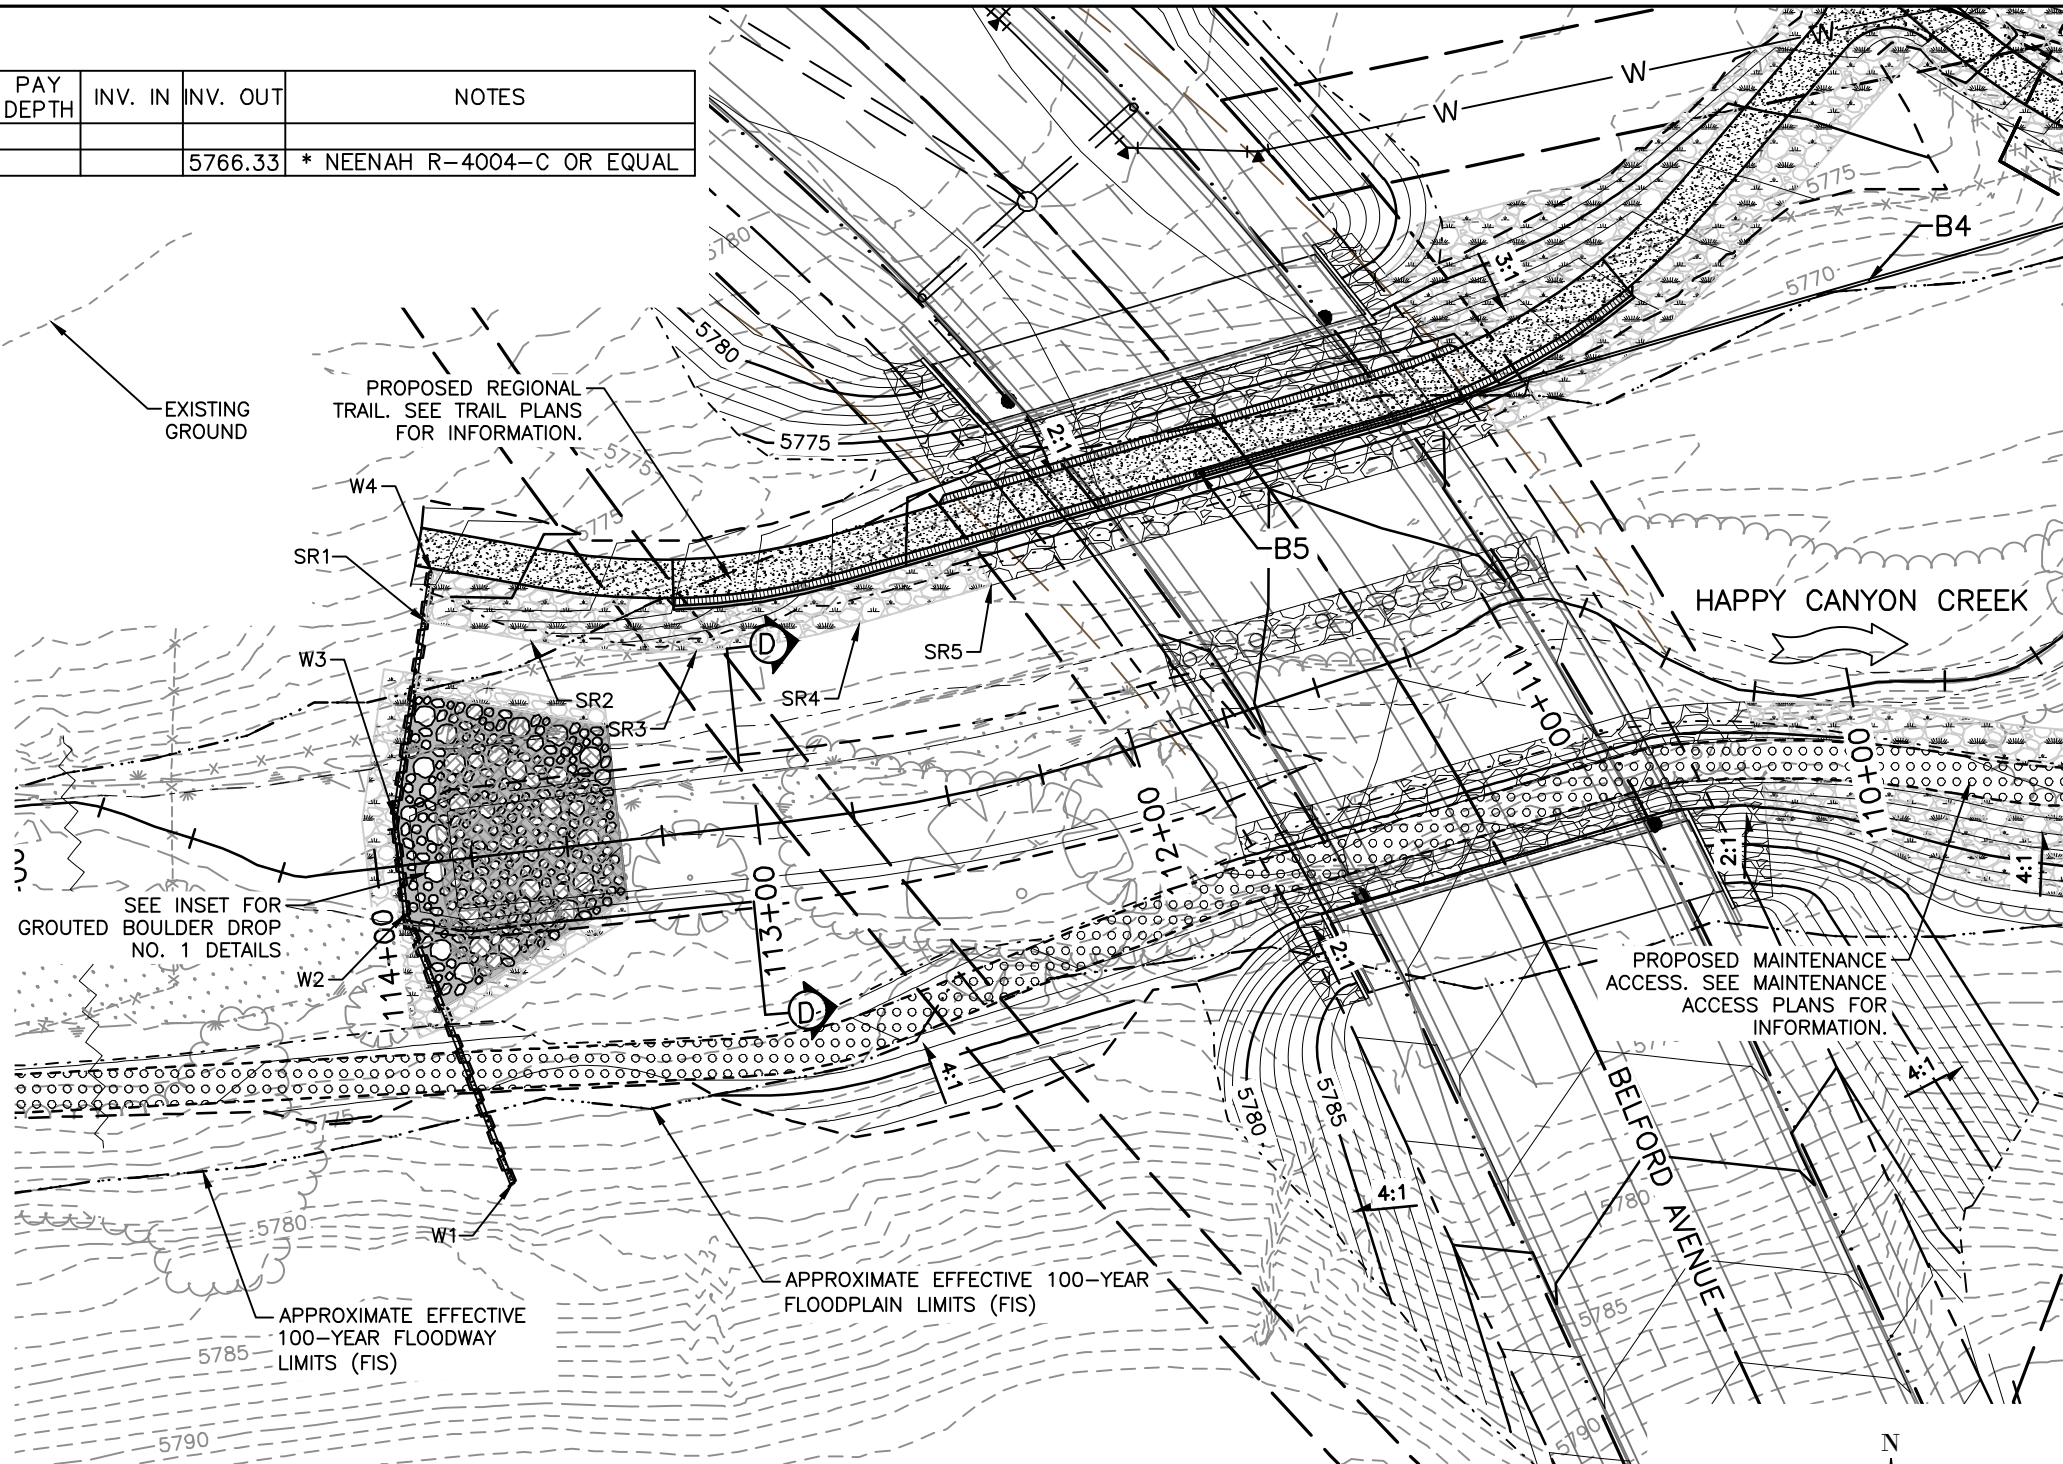 PAY
DEPTH
INV. IN
INV. OUT
NOTES
5766.33
* NEENAH R-4004-C OR EQUAL
W
W
W
5775
B4
5780
3:1
5770
5780
EXISTING
GROUND
PROPOSED REGIONAL
TRAIL. SEE TRAIL PLANS
FOR INFORMATION.
5775
2:1
5775
W4
5775
SR1
B5
HAPPY CANYON CREEK
D
W3
SR5
SR2
SR4
SR3
111+00
110+00
112+00
2:1
4:1
113+00
SEE INSET FOR
GROUTED BOULDER DROP
NO. 1 DETAILS
114+00
W2
2:1
D
PROPOSED MAINTENANCE
ACCESS. SEE MAINTENANCE
ACCESS PLANS FOR
INFORMATION.
4:1
4:1
5775
5780
5785
BELFORD AVENUE
4:1
5780
5780
W1
APPROXIMATE EFFECTIVE 100-YEAR
FLOODPLAIN LIMITS (FIS)
APPROXIMATE EFFECTIVE
100-YEAR FLOODWAY
LIMITS (FIS)
5785
5785
5790
5790
N